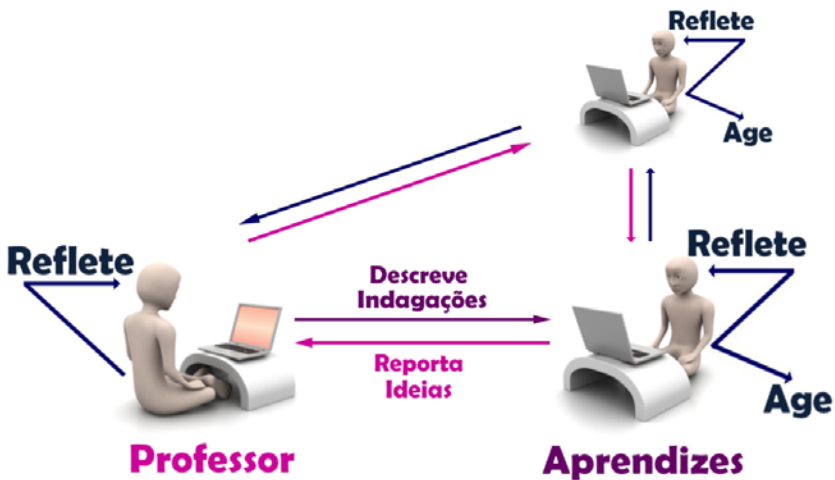 Reflete
Age
Reflete
Reflete
Descreve
Indagações
Reporta
Ideias
Age
Professor
Aprendizes